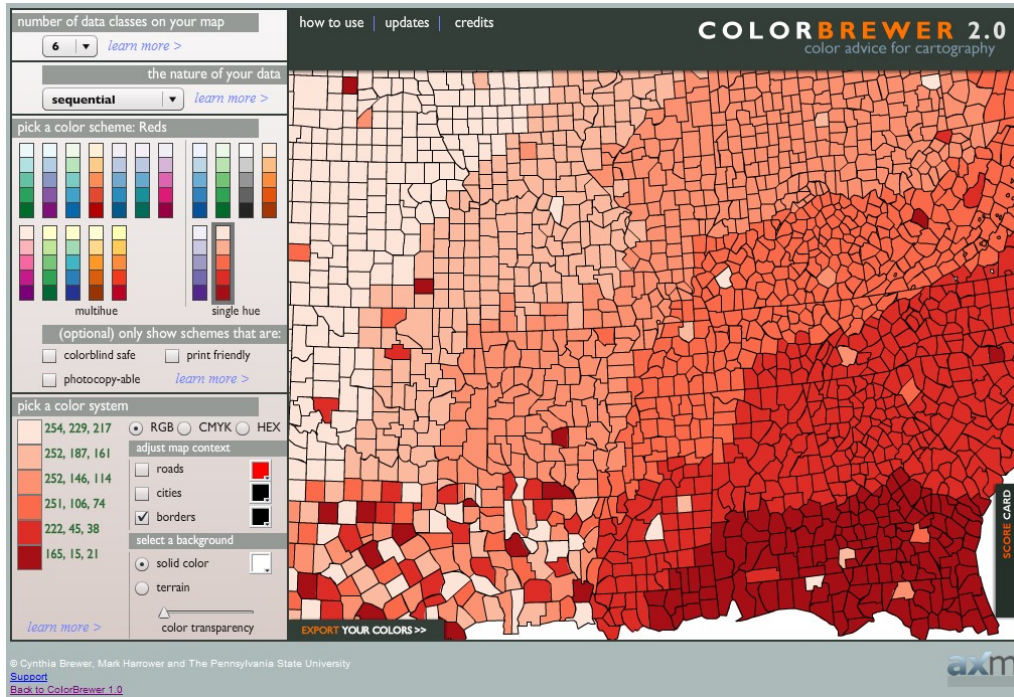 number of data classes on your map
6
learn more >
the nature of your data
sequential
learn more >
pick a color scheme: Reds
multihue
single hue
(optional) only show schemes that are:
colorblind safe
print friendly
photocopy-able
learn more >
pick a color system
254, 229, 217
252, 187, 161
252, 146, 114
251, 106, 74
222, 45, 38
165, 15, 21
RGB
CMYK
HEX
adjust map context
roads
cities
borders
select a background
solid color
terrain
color transparency
learn more >
how to use | updates | credits
COLORBREWER 2.0
color advice for cartography
SCORE CARD
EXPORT YOUR COLORS >>
© Cynthia Brewer, Mark Harrower and The Pennsylvania State University
Support
Back to ColorBrewer 1.0
axm